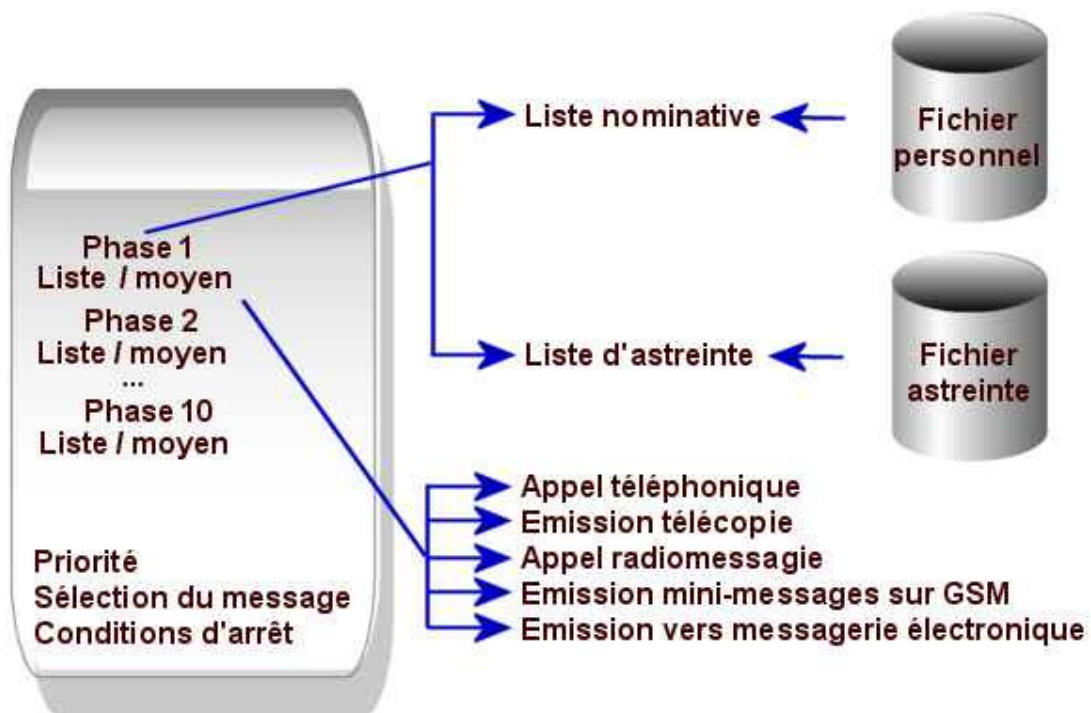 Phase 1
Liste / moyen
Phase 2
Liste / moyen
...
Phase 10
Liste / moyen
Priorité
Sélection du message
Conditions d'arrêt
Liste nominative
Fichier
personnel
Liste d'astreinte
Fichier
astreinte
Appel téléphonique
Emission télécopie
Appel radiomessagie
Emission mini-messages sur GSM
Emission vers messagerie électronique